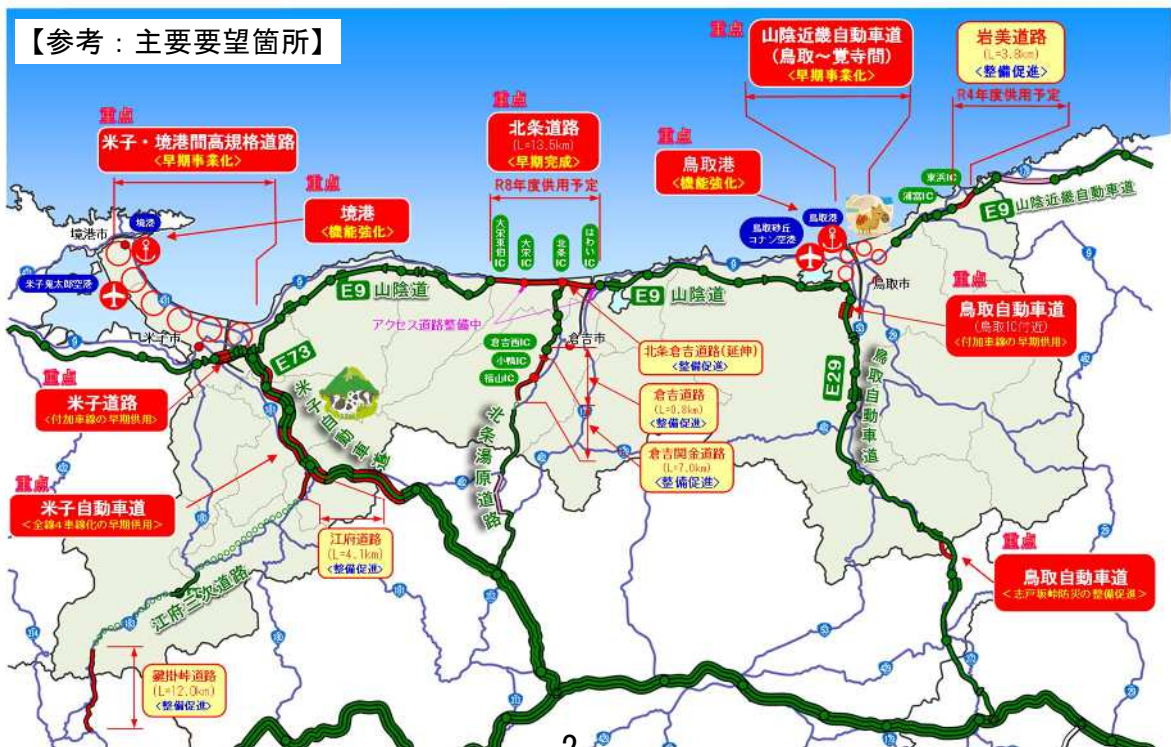 【参考：主要要望箇所】
重点
米子・境港間高規格道路
<早期事業化>
重点
境港
<機能強化>
重点
北条道路
(L=13.5km)
<早期完成>
R8年度供用予定
重点
山陰近畿自動車道
(鳥取～覚寺間)
<早期事業化>
岩美道路
(L=3.8km)
<整備促進>
R4年度供用予定
重点
鳥取港
<機能強化>
東浜IC
浦富IC
E9 山陰近畿自動車道
境港市
境港
米子鬼太郎空港
米子市
大栄東伯IC
大栄IC
北条IC
はわいIC
鳥取港
鳥取砂丘
コナン空港
鳥取市
E9 山陰道
E9 山陰道
アクセス道路整備中
倉吉西IC
小鴨IC
福山IC
倉吉市
北条倉吉道路(延伸)
<整備促進>
倉吉道路
(L=0.8km)
<整備促進>
倉吉関金道路
(L=7.0km)
<整備促進>
重点
鳥取自動車道
(鳥取IC付近)
<付加車線の早期供用>
E73
米子自動車道
北条湯原道路
E29
鳥取自動車道
重点
米子道路
<付加車線の早期供用>
重点
米子自動車道
<全線4車線化の早期供用>
江府道路
(L=4.1km)
<整備促進>
江府三次道路
鍵掛峠道路
(L=12.0km)
<整備促進>
重点
鳥取自動車道
<志戸坂峠防災の整備促進>
2